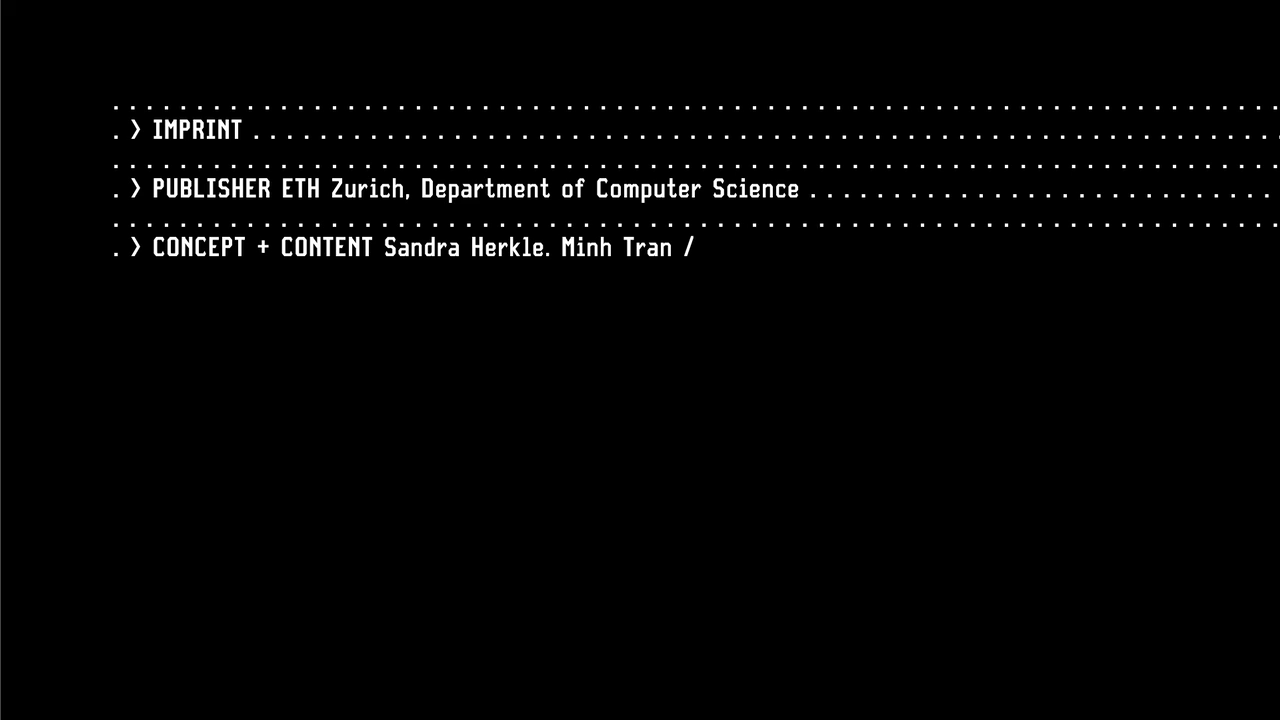 . > IMPRINT . . . . . . . . . . . . . . . . . . . . . . . . . . . . . . . . . . . . . . . . . . . . . . . . . .
. > PUBLISHER ETH Zurich, Department of Computer Science . . . . . . . . . . . . . . . . . . . . . .
. > CONCEPT + CONTENT Sandra Herkle. Minh Tran /